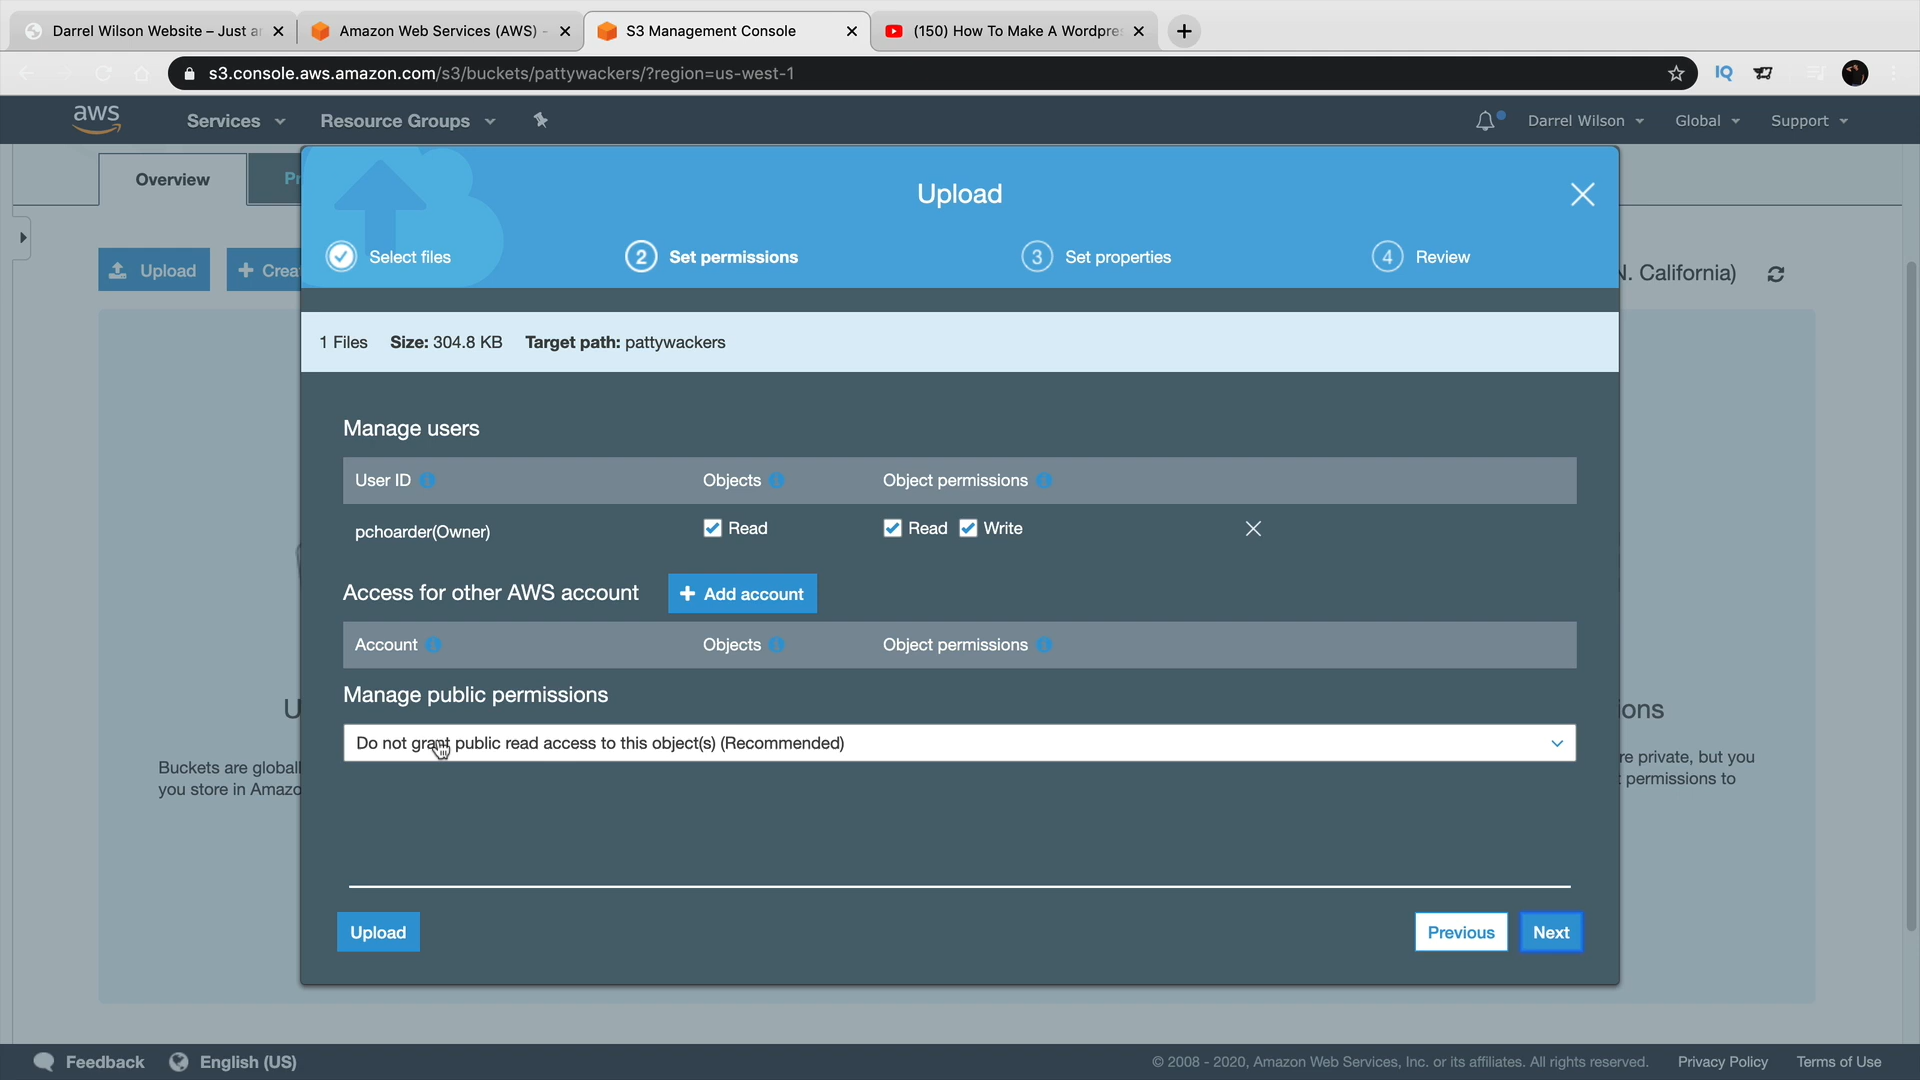 Darrel Wilson Website – Just a
Amazon Web Services (AWS) -
S3 Management Console
(150) How To Make A Wordpre
s3.console.aws.amazon.com/s3/buckets/pattywackers/?region=us-west-1
IQ
aws
Services
Resource Groups
Darrel Wilson
Global
Support
Overview
Pr
Upload
Upload
+ Crea
N. California)
Select files
2 Set permissions
3 Set properties
4 Review
1 Files Size: 304.8 KB Target path: pattywackers
Manage users
User ID Objects Object permissions
pchoarder(Owner) Read Read Write
Access for other AWS account + Add account
Account Objects Object permissions
Manage public permissions
U
ions
Do not grant public read access to this object(s) (Recommended)
Buckets are globall
you store in Amazo
re private, but you
permissions to
Upload
Previous
Next
Feedback
English (US)
© 2008 - 2020, Amazon Web Services, Inc. or its affiliates. All rights reserved.
Privacy Policy
Terms of Use